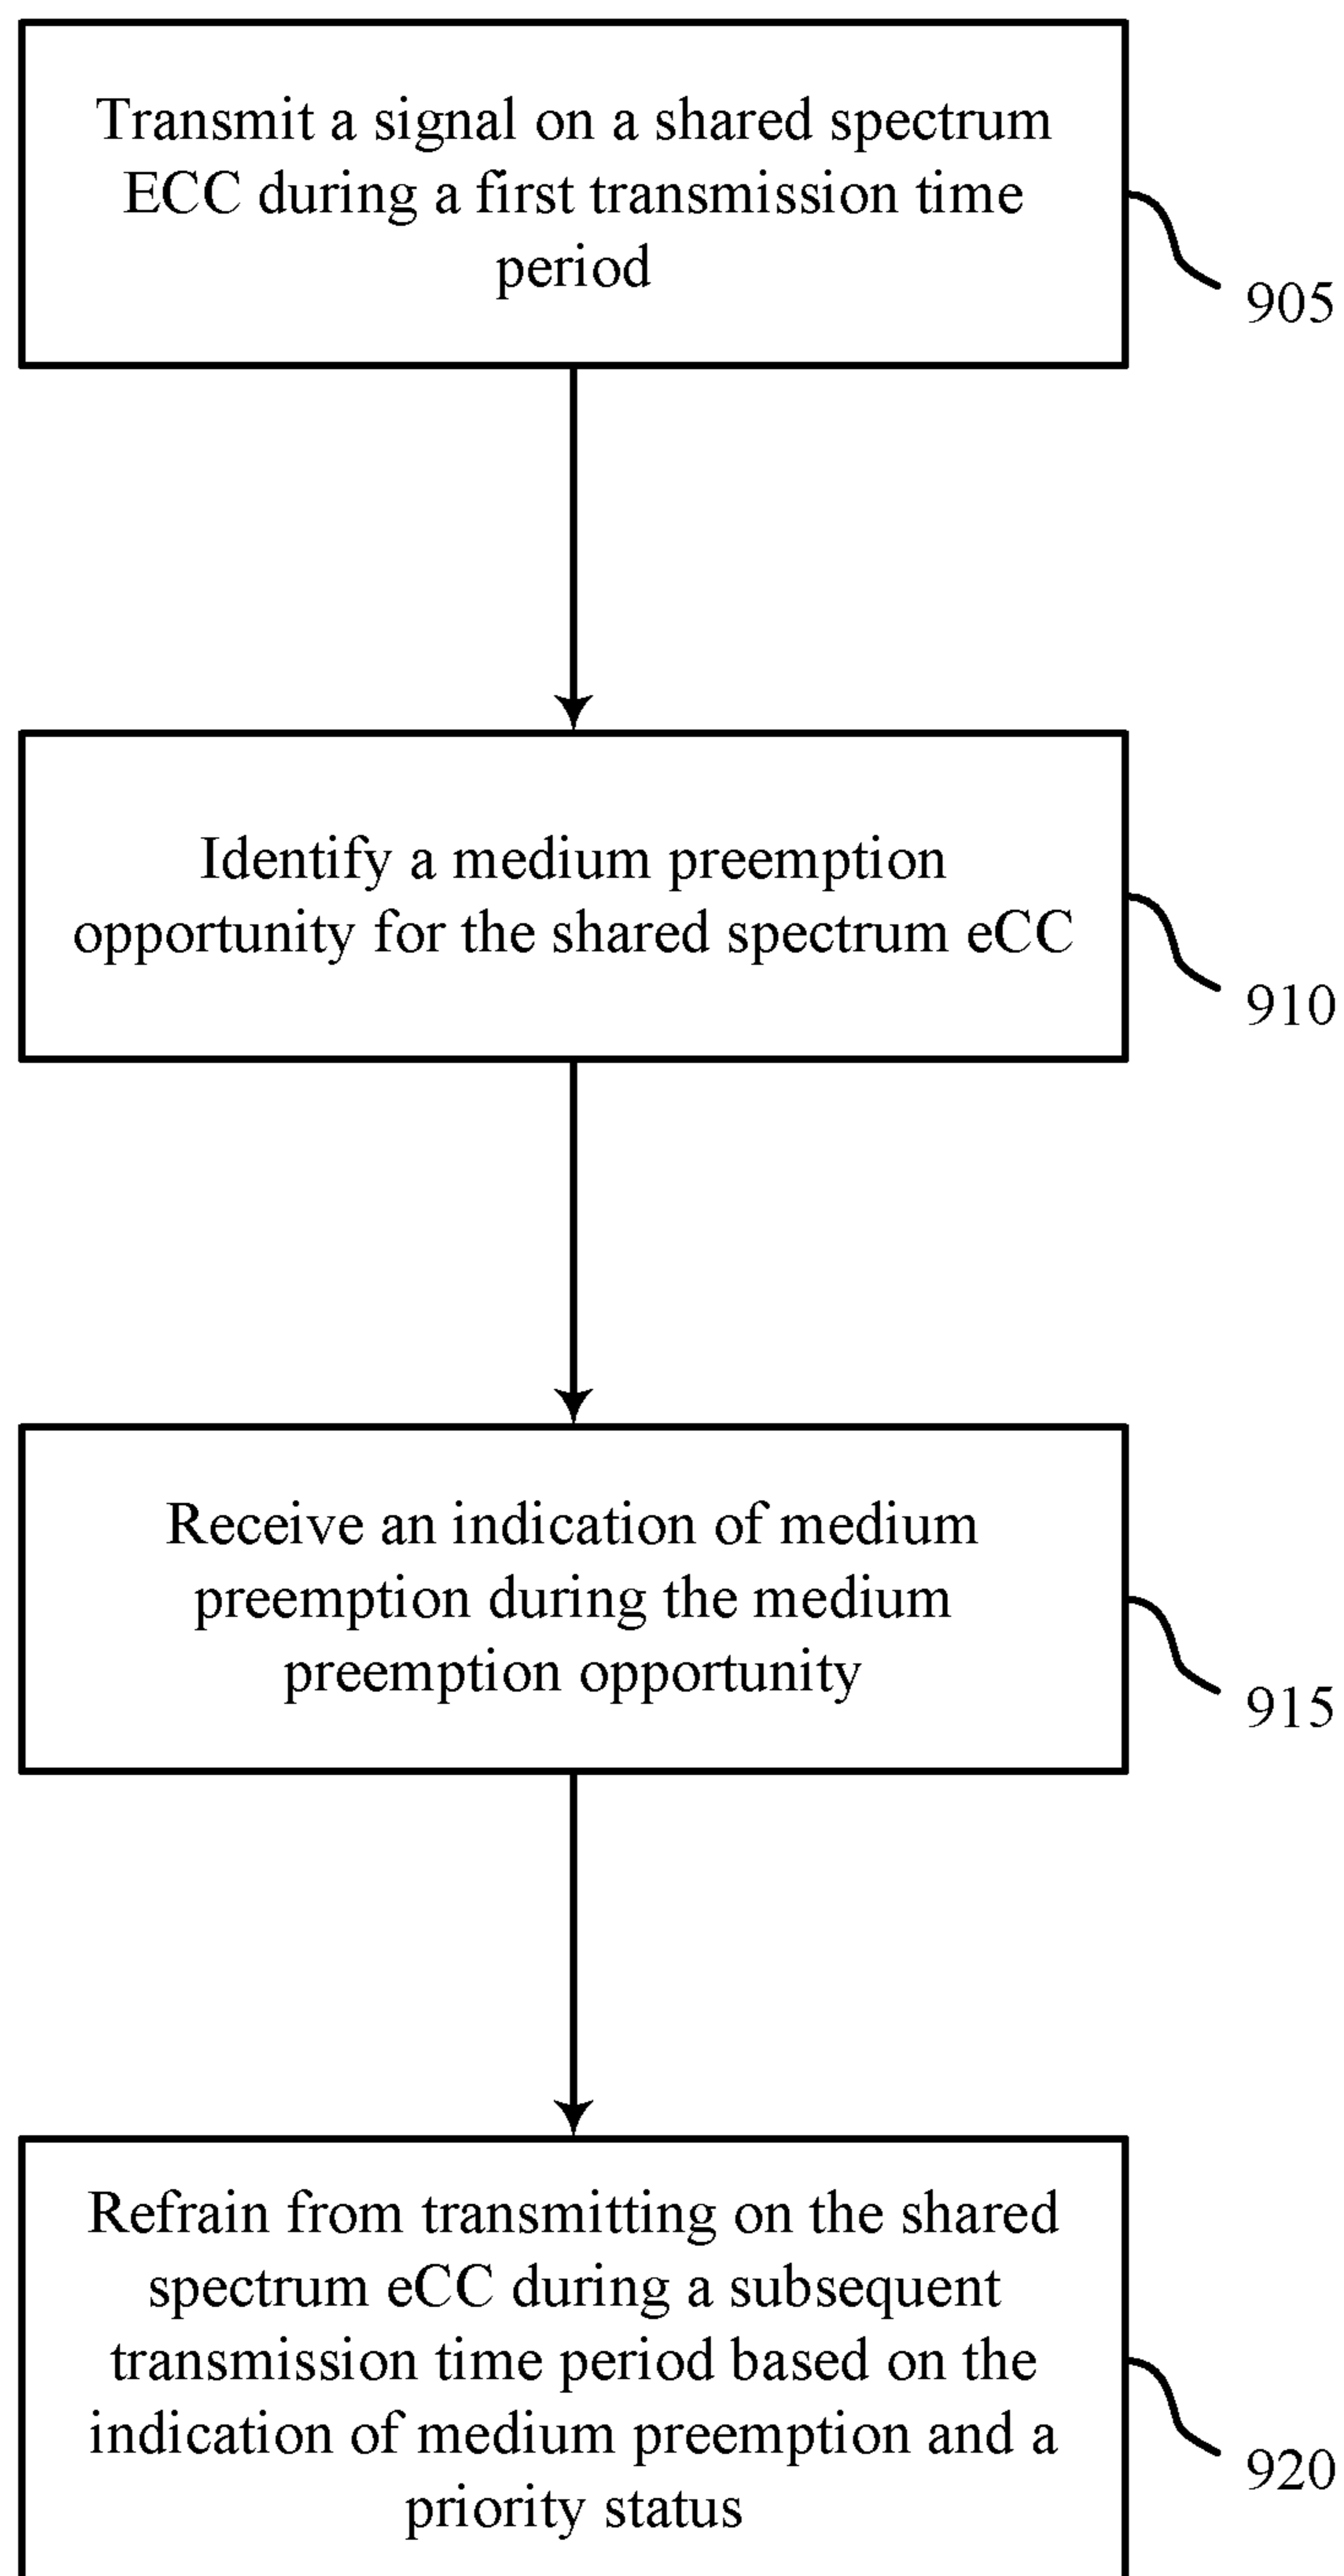 Transmit a signal on a shared spectrum
ECC during a first transmission time
period
905
Identify a medium preemption
opportunity for the shared spectrum eCC
910
Receive an indication of medium
preemption during the medium
preemption opportunity
915
Refrain from transmitting on the shared
spectrum eCC during a subsequent
transmission time period based on the
indication of medium preemption and a
priority status
920